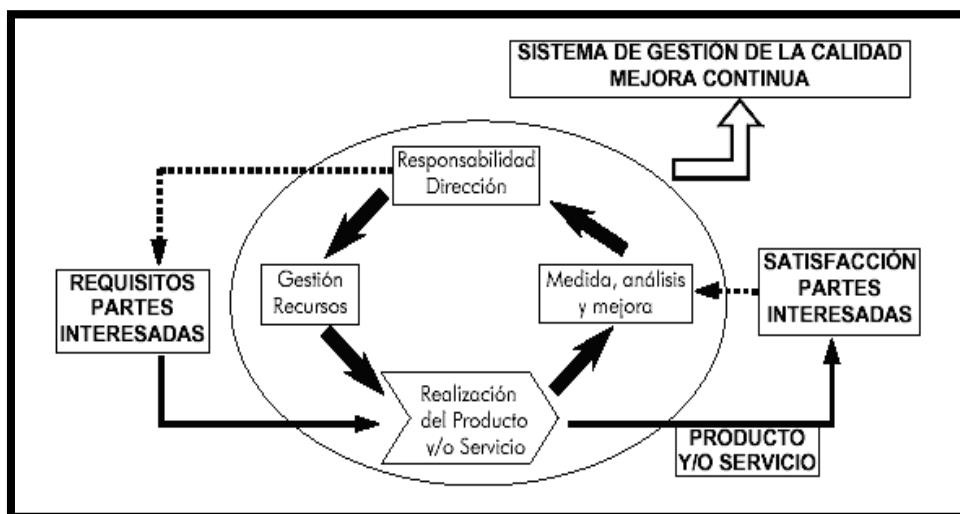 SISTEMA DE GESTIÓN DE LA CALIDAD
MEJORA CONTINUA
Responsabilidad
Dirección
REQUISITOS
PARTES
INTERESADAS
Gestión
Recursos
Medida, análisis
y mejora
SATISFACCIÓN
PARTES
INTERESADAS
Realización
del Producto
y/o Servicio
PRODUCTO
Y/O SERVICIO